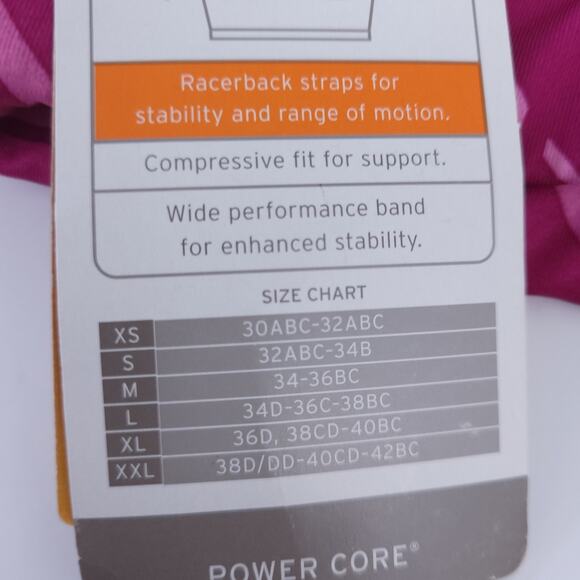 Racerback straps for
stability and range of motion.
Compressive fit for support.
Wide performance band
for enhanced stability.
SIZE CHART
XS 30ABC-32ABC
S 32ABC-34B
M 34-36BC
L 34D-36C-38BC
XL 36D, 38CD-40BC
XXL 38D/DD-40CD-42BC
POWER CORE®